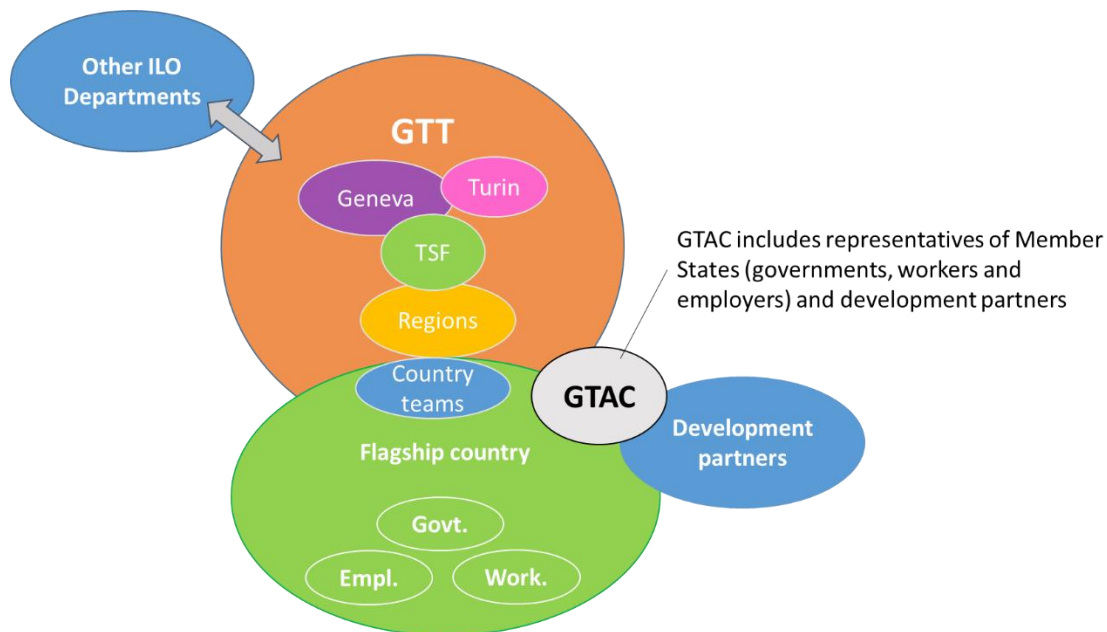 Other ILO
Departments
GTT
Geneva
Turin
TSF
Regions
GTAC includes representatives of Member
States (governments, workers and
employers) and development partners
Country
teams
GTAC
Development
partners
Flagship country
Govt.
Empl.
Work.